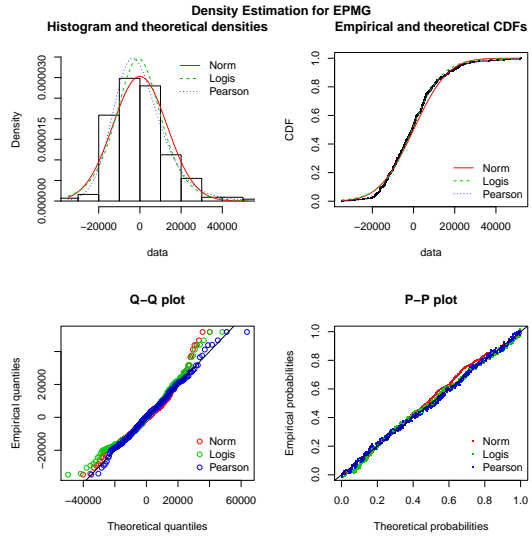 Density Estimation for EPMG
Histogram and theoretical densities
Density
0.000000 0.000015 0.000030
Norm
Logis
Pearson
−20000 0 20000 40000
data
Empirical and theoretical CDFs
CDF
0.0 0.2 0.4 0.6 0.8 1.0
Norm
Logis
Pearson
−20000 0 20000 40000
data
Q−Q plot
Empirical quantiles
−20000 0 20000
Norm
Logis
Pearson
−40000 0 20000 60000
Theoretical quantiles
P−P plot
Empirical probabilities
0.0 0.2 0.4 0.6 0.8 1.0
Norm
Logis
Pearson
0.0 0.2 0.4 0.6 0.8 1.0
Theoretical probabilities